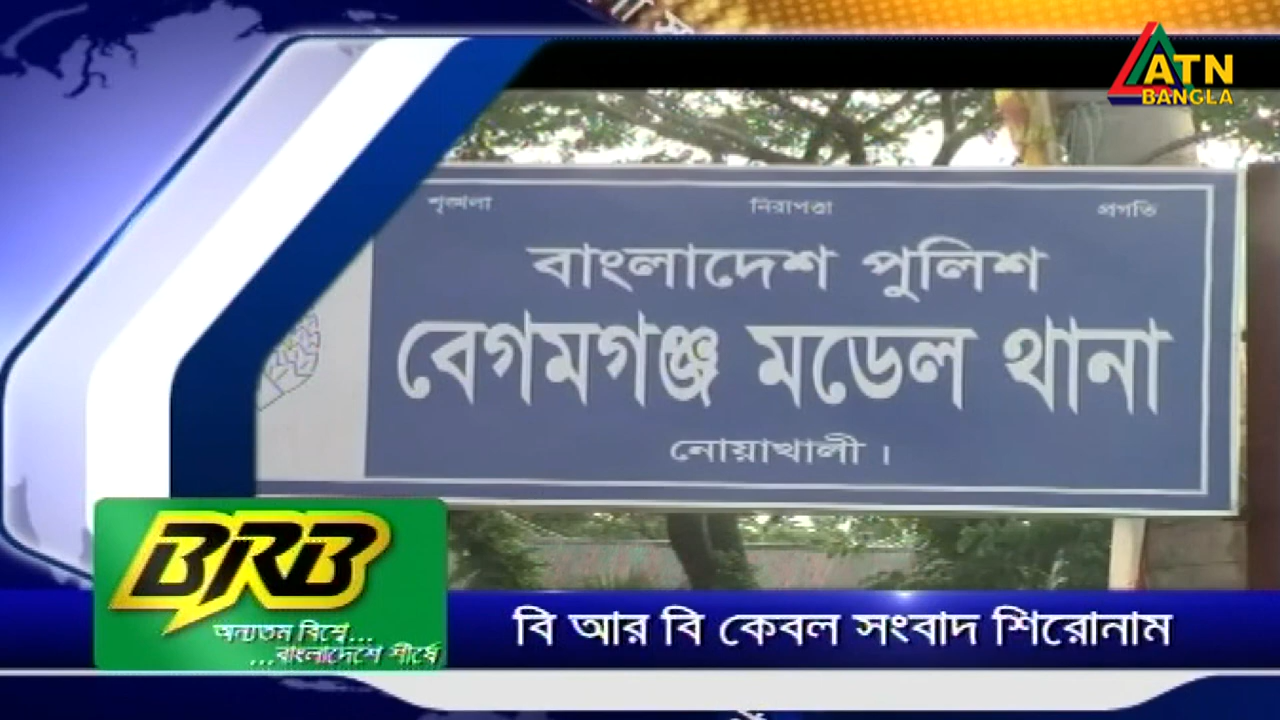 ATN
BANGLA
শৃঙ্খলা নিরাপত্তা প্রগতি
বাংলাদেশ পুলিশ
বেগমগঞ্জ মডেল থানা
নোয়াখালী।
BRB
অন্যতম বিশ্বে...
...বাংলাদেশে শীর্ষে
বি আর বি কেবল সংবাদ শিরোনাম